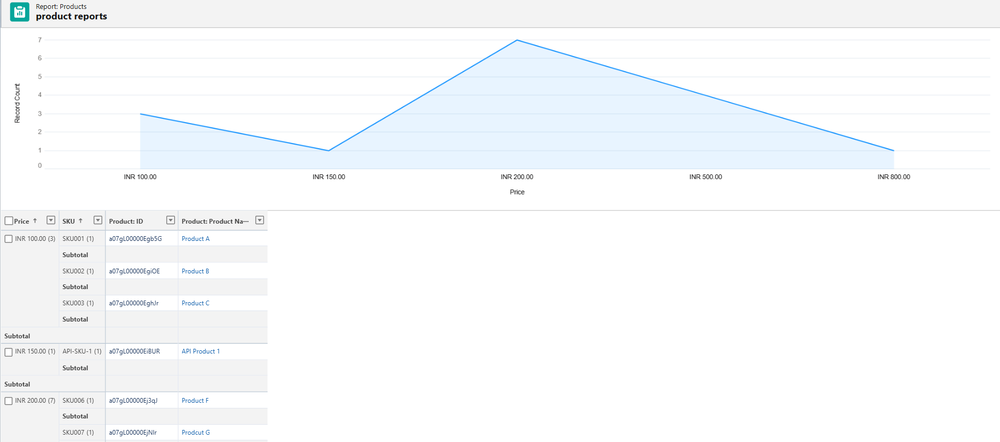 Report: Products
product reports
7
6
5
4
3
2
1
0
Record Count
INR 100.00 INR 150.00 INR 200.00 INR 500.00 INR 800.00
Price
Price ↑ SKU ↑ Product: ID Product: Product Na···
INR 100.00 (3) SKU001 (1) a07gL00000Egb5G Product A
Subtotal
SKU002 (1) a07gL00000EgiOE Product B
Subtotal
SKU003 (1) a07gL00000EghJr Product C
Subtotal
Subtotal
INR 150.00 (1) API-SKU-1 (1) a07gL00000EiBUR API Product 1
Subtotal
Subtotal
INR 200.00 (7) SKU006 (1) a07gL00000Ej3qJ Product F
Subtotal
SKU007 (1) a07gL00000EjNIr Prodcut G